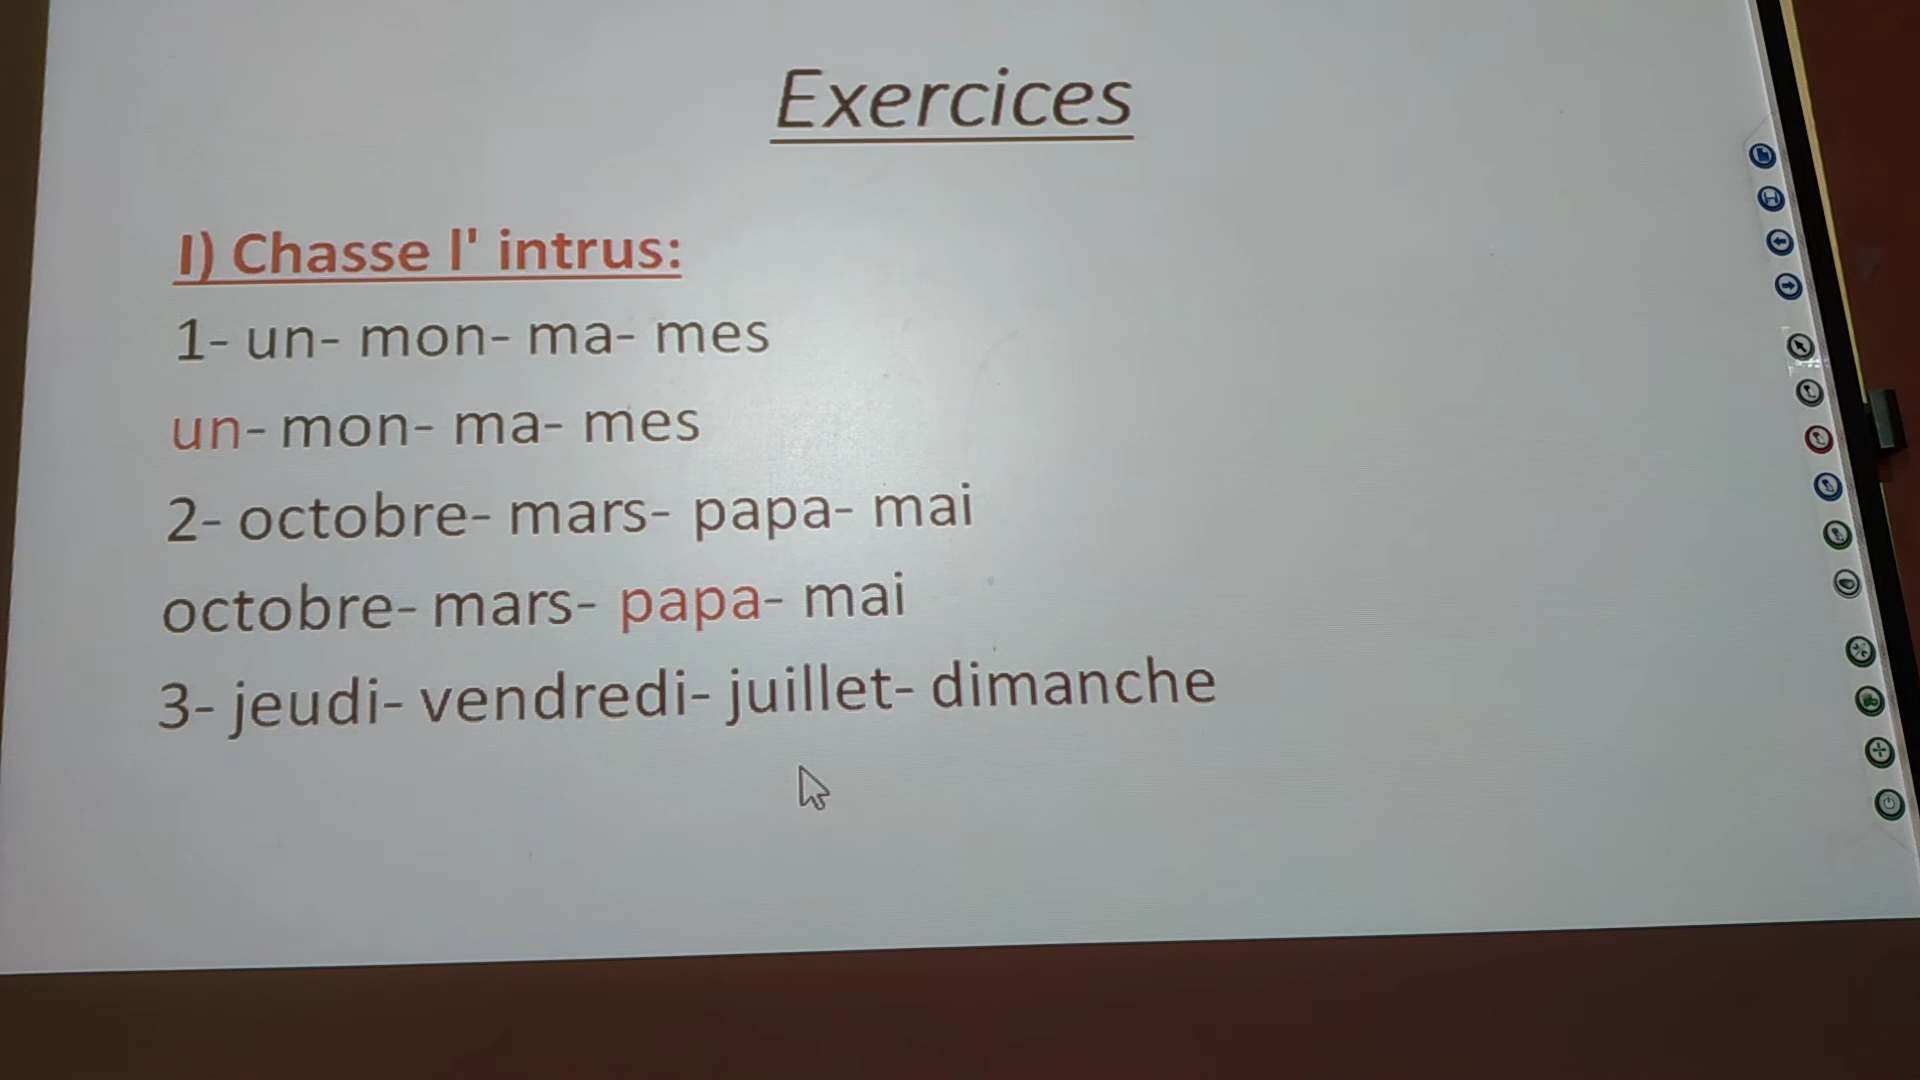 Exercices
I) Chasse l' intrus:
1- un- mon- ma- mes
un- mon- ma- mes
2- octobre- mars- papa- mai
octobre- mars- papa- mai
3- jeudi- vendredi- juillet- dimanche